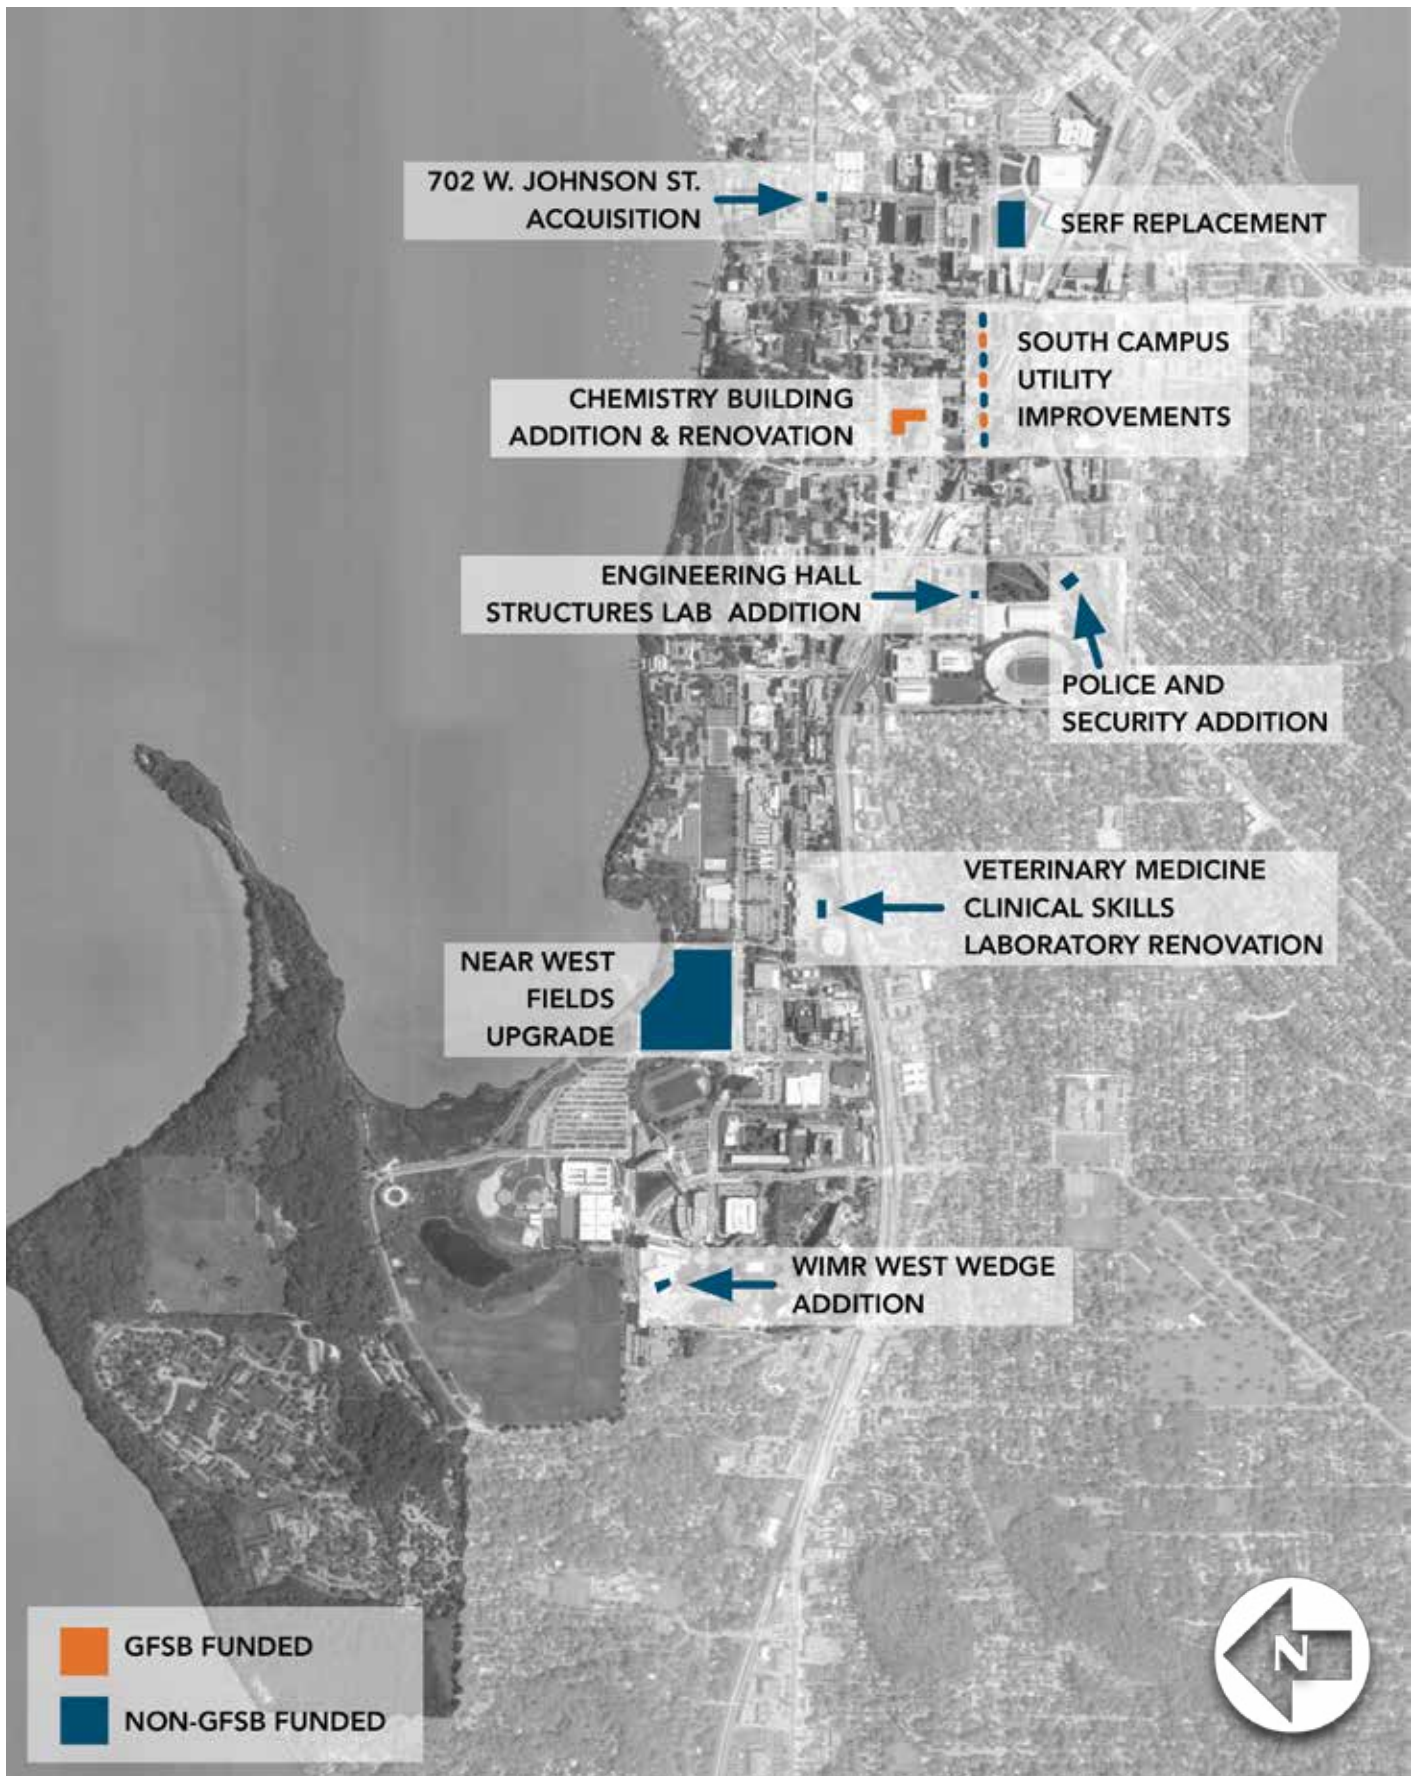 702 W. JOHNSON ST.
ACQUISITION
SERF REPLACEMENT
SOUTH CAMPUS
UTILITY
IMPROVEMENTS
CHEMISTRY BUILDING
ADDITION & RENOVATION
ENGINEERING HALL
STRUCTURES LAB ADDITION
POLICE AND
SECURITY ADDITION
VETERINARY MEDICINE
CLINICAL SKILLS
LABORATORY RENOVATION
NEAR WEST
FIELDS
UPGRADE
WIMR WEST WEDGE
ADDITION
GFSB FUNDED
NON-GFSB FUNDED
N